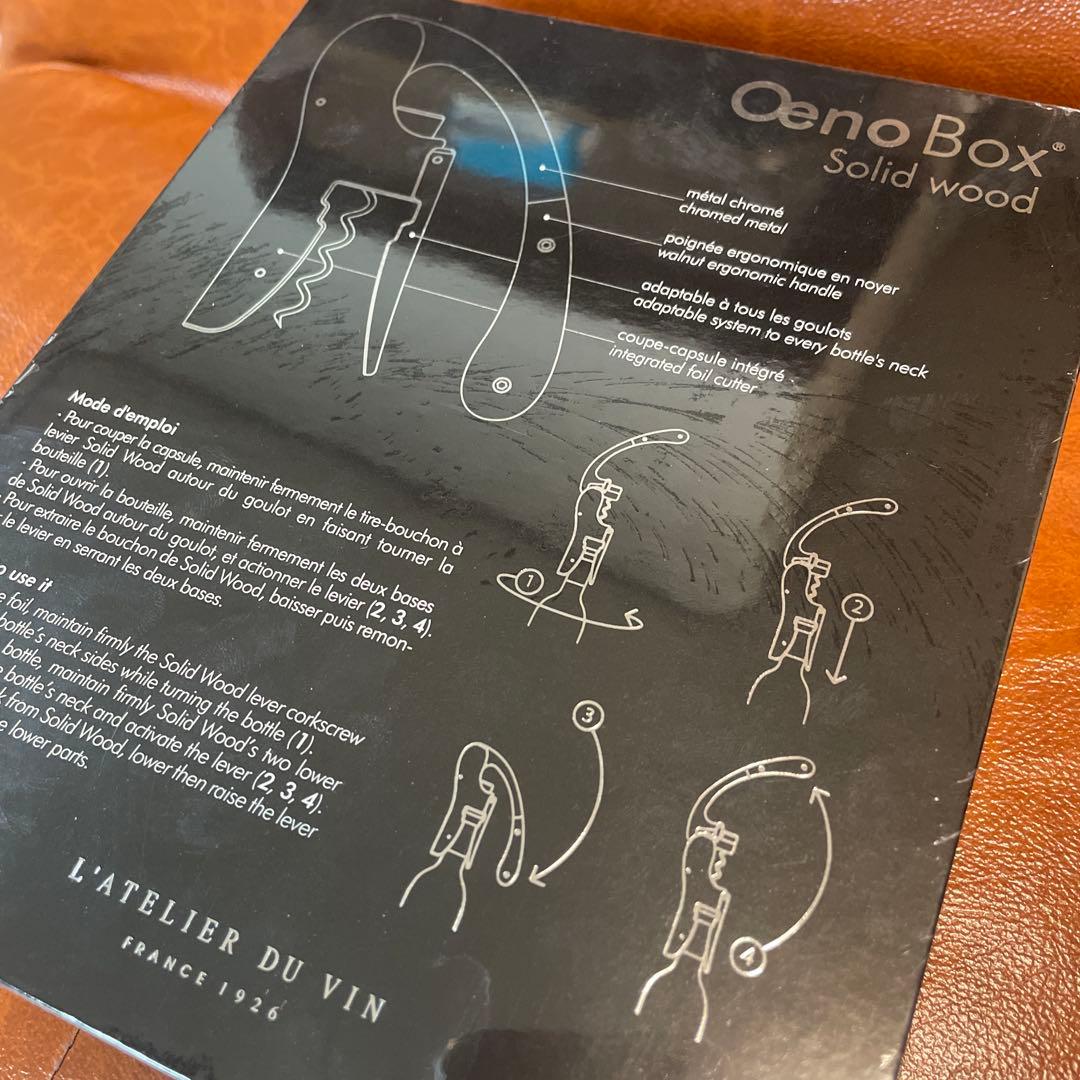 Oeno Box®
Solid wood
métal chromé
chromed metal
poignée ergonomique en noyer
walnut ergonomic handle
adaptable à tous les goulots
adaptable system to every bottle's neck
coupe-capsule intégré
integrated foil cutter
Mode d'emploi
· Pour couper la capsule, maintenir fermement le tire-bouchon à
levier Solid Wood autour du goulot en faisant tourner la
bouteille (1).
· Pour ouvrir la bouteille, maintenir fermement les deux bases
de Solid Wood autour du goulot, et actionner le levier (2, 3, 4).
Pour extraire le bouchon de Solid Wood, baisser puis remon-
le levier en serrant les deux bases.
use it
foil, maintain firmly the Solid Wood lever corkscrew
bottle's neck sides while turning the bottle (1).
bottle, maintain firmly Solid Wood's two lower
bottle's neck and activate the lever (2, 3, 4).
from Solid Wood, lower then raise the lever
lower parts.
1
2
3
4
L'ATELIER DU VIN
FRANCE 1926